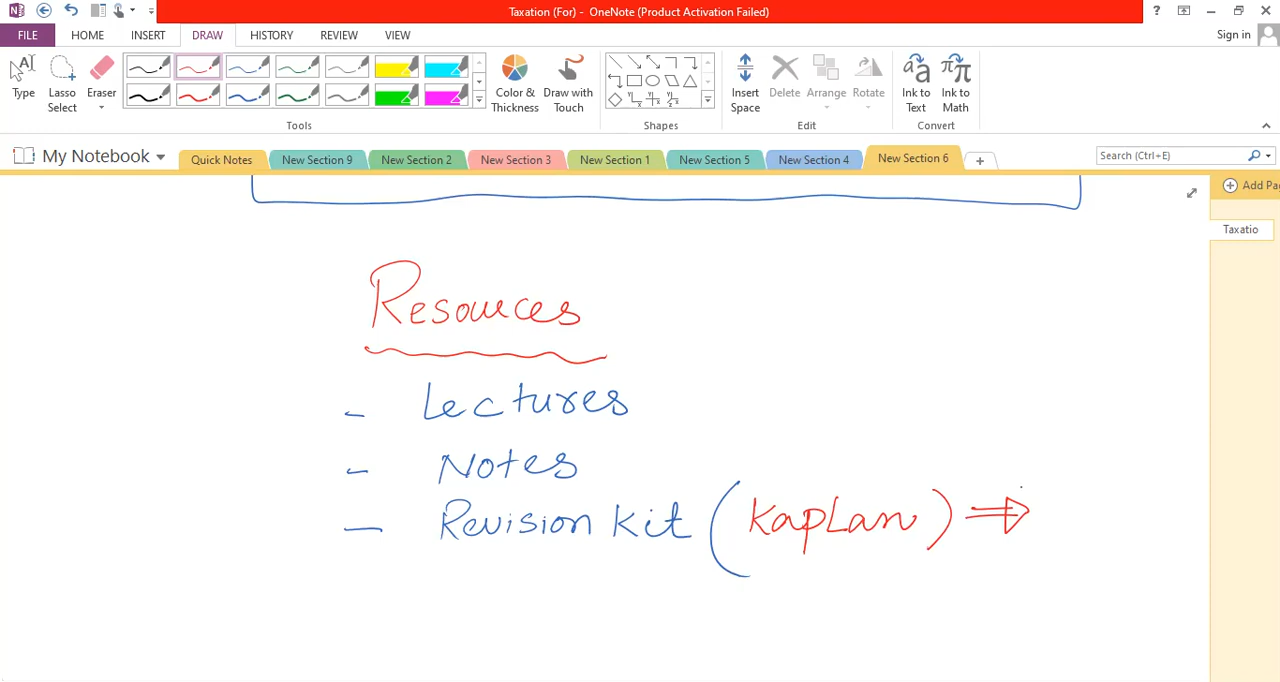 Taxation (For) - OneNote (Product Activation Failed)
?
FILE HOME INSERT DRAW HISTORY REVIEW VIEW
Sign in
Type
Lasso Select
Eraser
Color & Thickness
Draw with Touch
Insert Space
Delete
Arrange
Rotate
Ink to Text
Ink to Math
Tools
Shapes
Edit
Convert
My Notebook
Quick Notes New Section 9 New Section 2 New Section 3 New Section 1 New Section 5 New Section 4 New Section 6
Search (Ctrl+E)
Add Pa
Taxatio
Resources
- Lectures
- Notes
- Revision Kit (Kaplan) ⇒